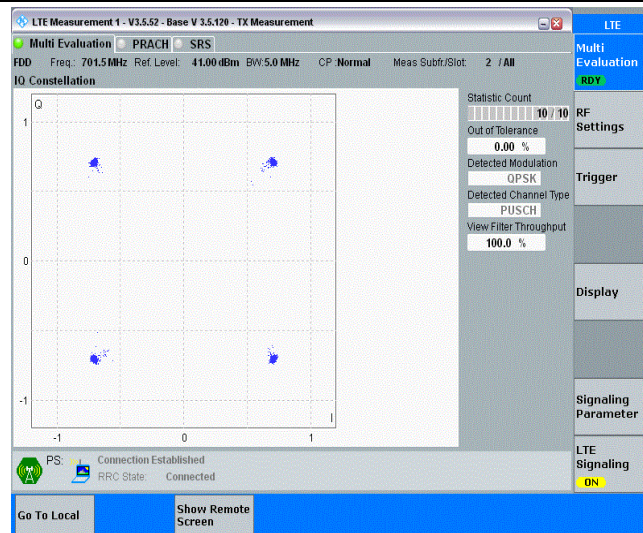 LTE Measurement 1 - V3.5.52 - Base V 3.5.120 - TX Measurement
LTE
Multi Evaluation PRACH SRS
FDD Freq.: 701.5 MHz Ref. Level: 41.00 dBm BW: 5.0 MHz CP :Normal Meas Subfr./Slot: 2 / All
IQ Constellation
Q
1
0
-1
-1 0 1
I
Statistic Count
10 / 10
Out of Tolerance
0.00 %
Detected Modulation
QPSK
Detected Channel Type
PUSCH
View Filter Throughput
100.0 %
Multi
Evaluation
RDY
RF
Settings
Trigger
Display
Signaling
Parameter
LTE
Signaling
ON
PS: Connection Established
RRC State: Connected
Go To Local
Show Remote
Screen